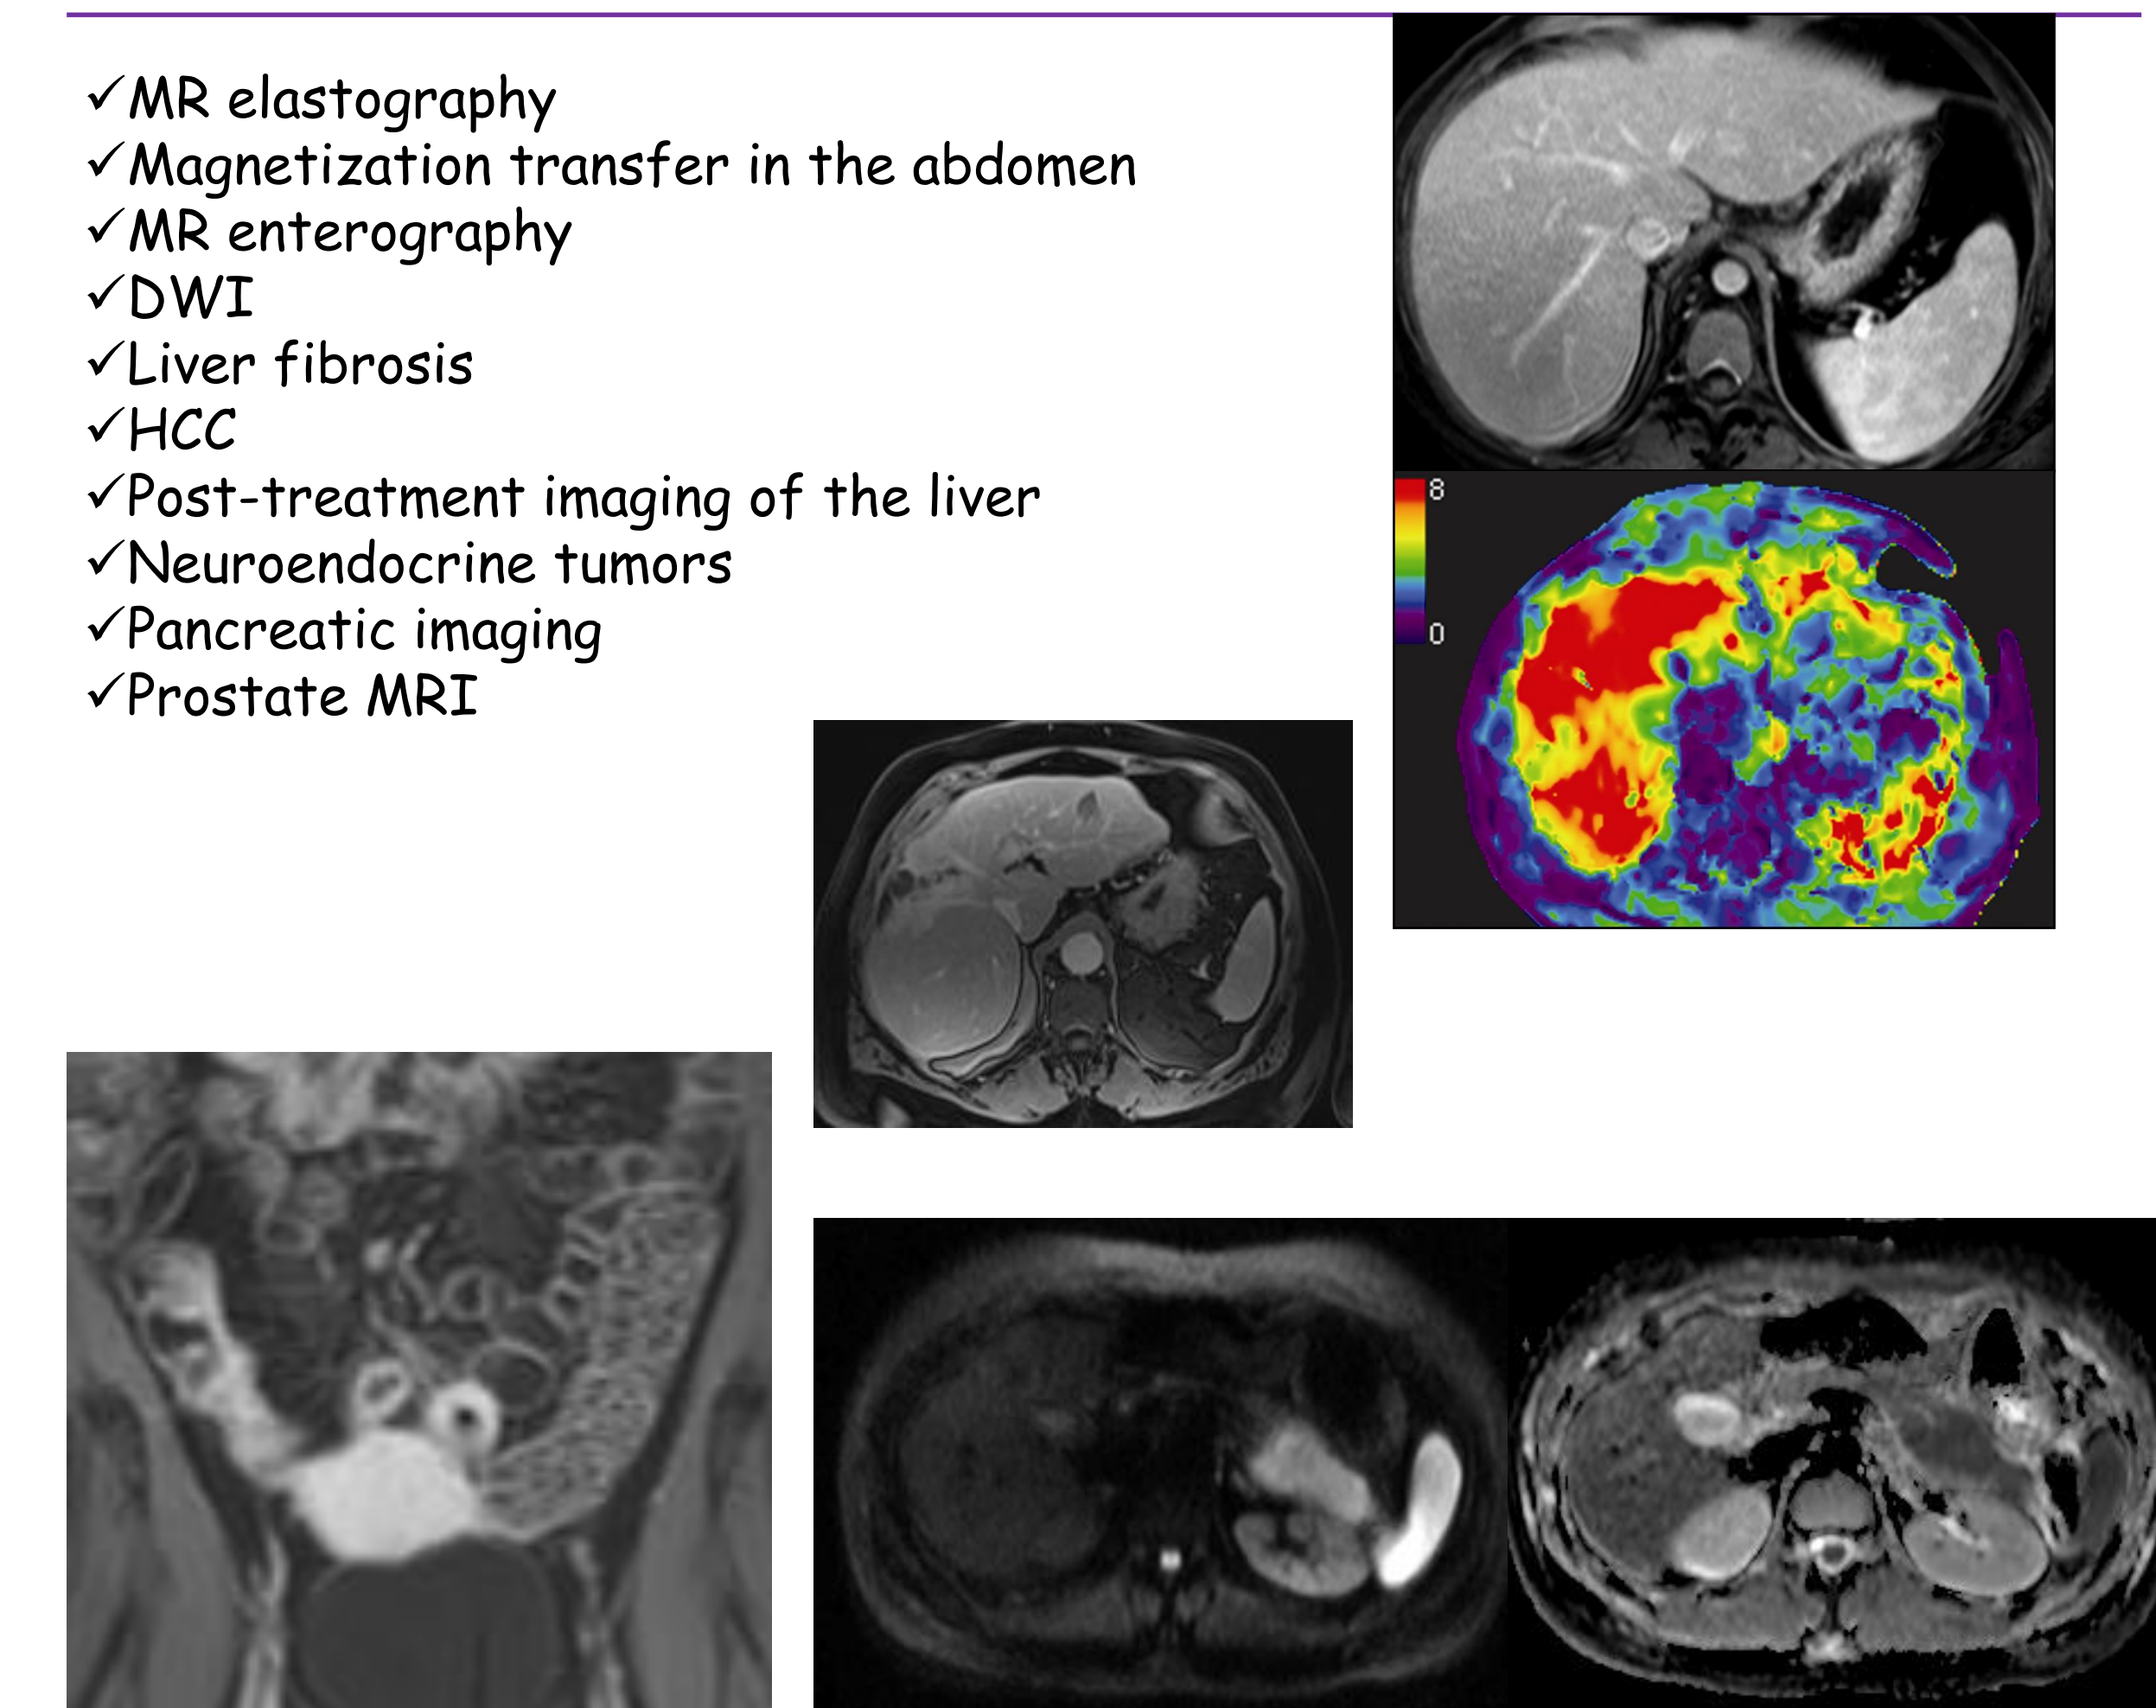 ✓MR elastography
✓Magnetization transfer in the abdomen
✓MR enterography
✓DWI
✓Liver fibrosis
✓HCC
✓Post-treatment imaging of the liver
✓Neuroendocrine tumors
✓Pancreatic imaging
✓Prostate MRI
8
0